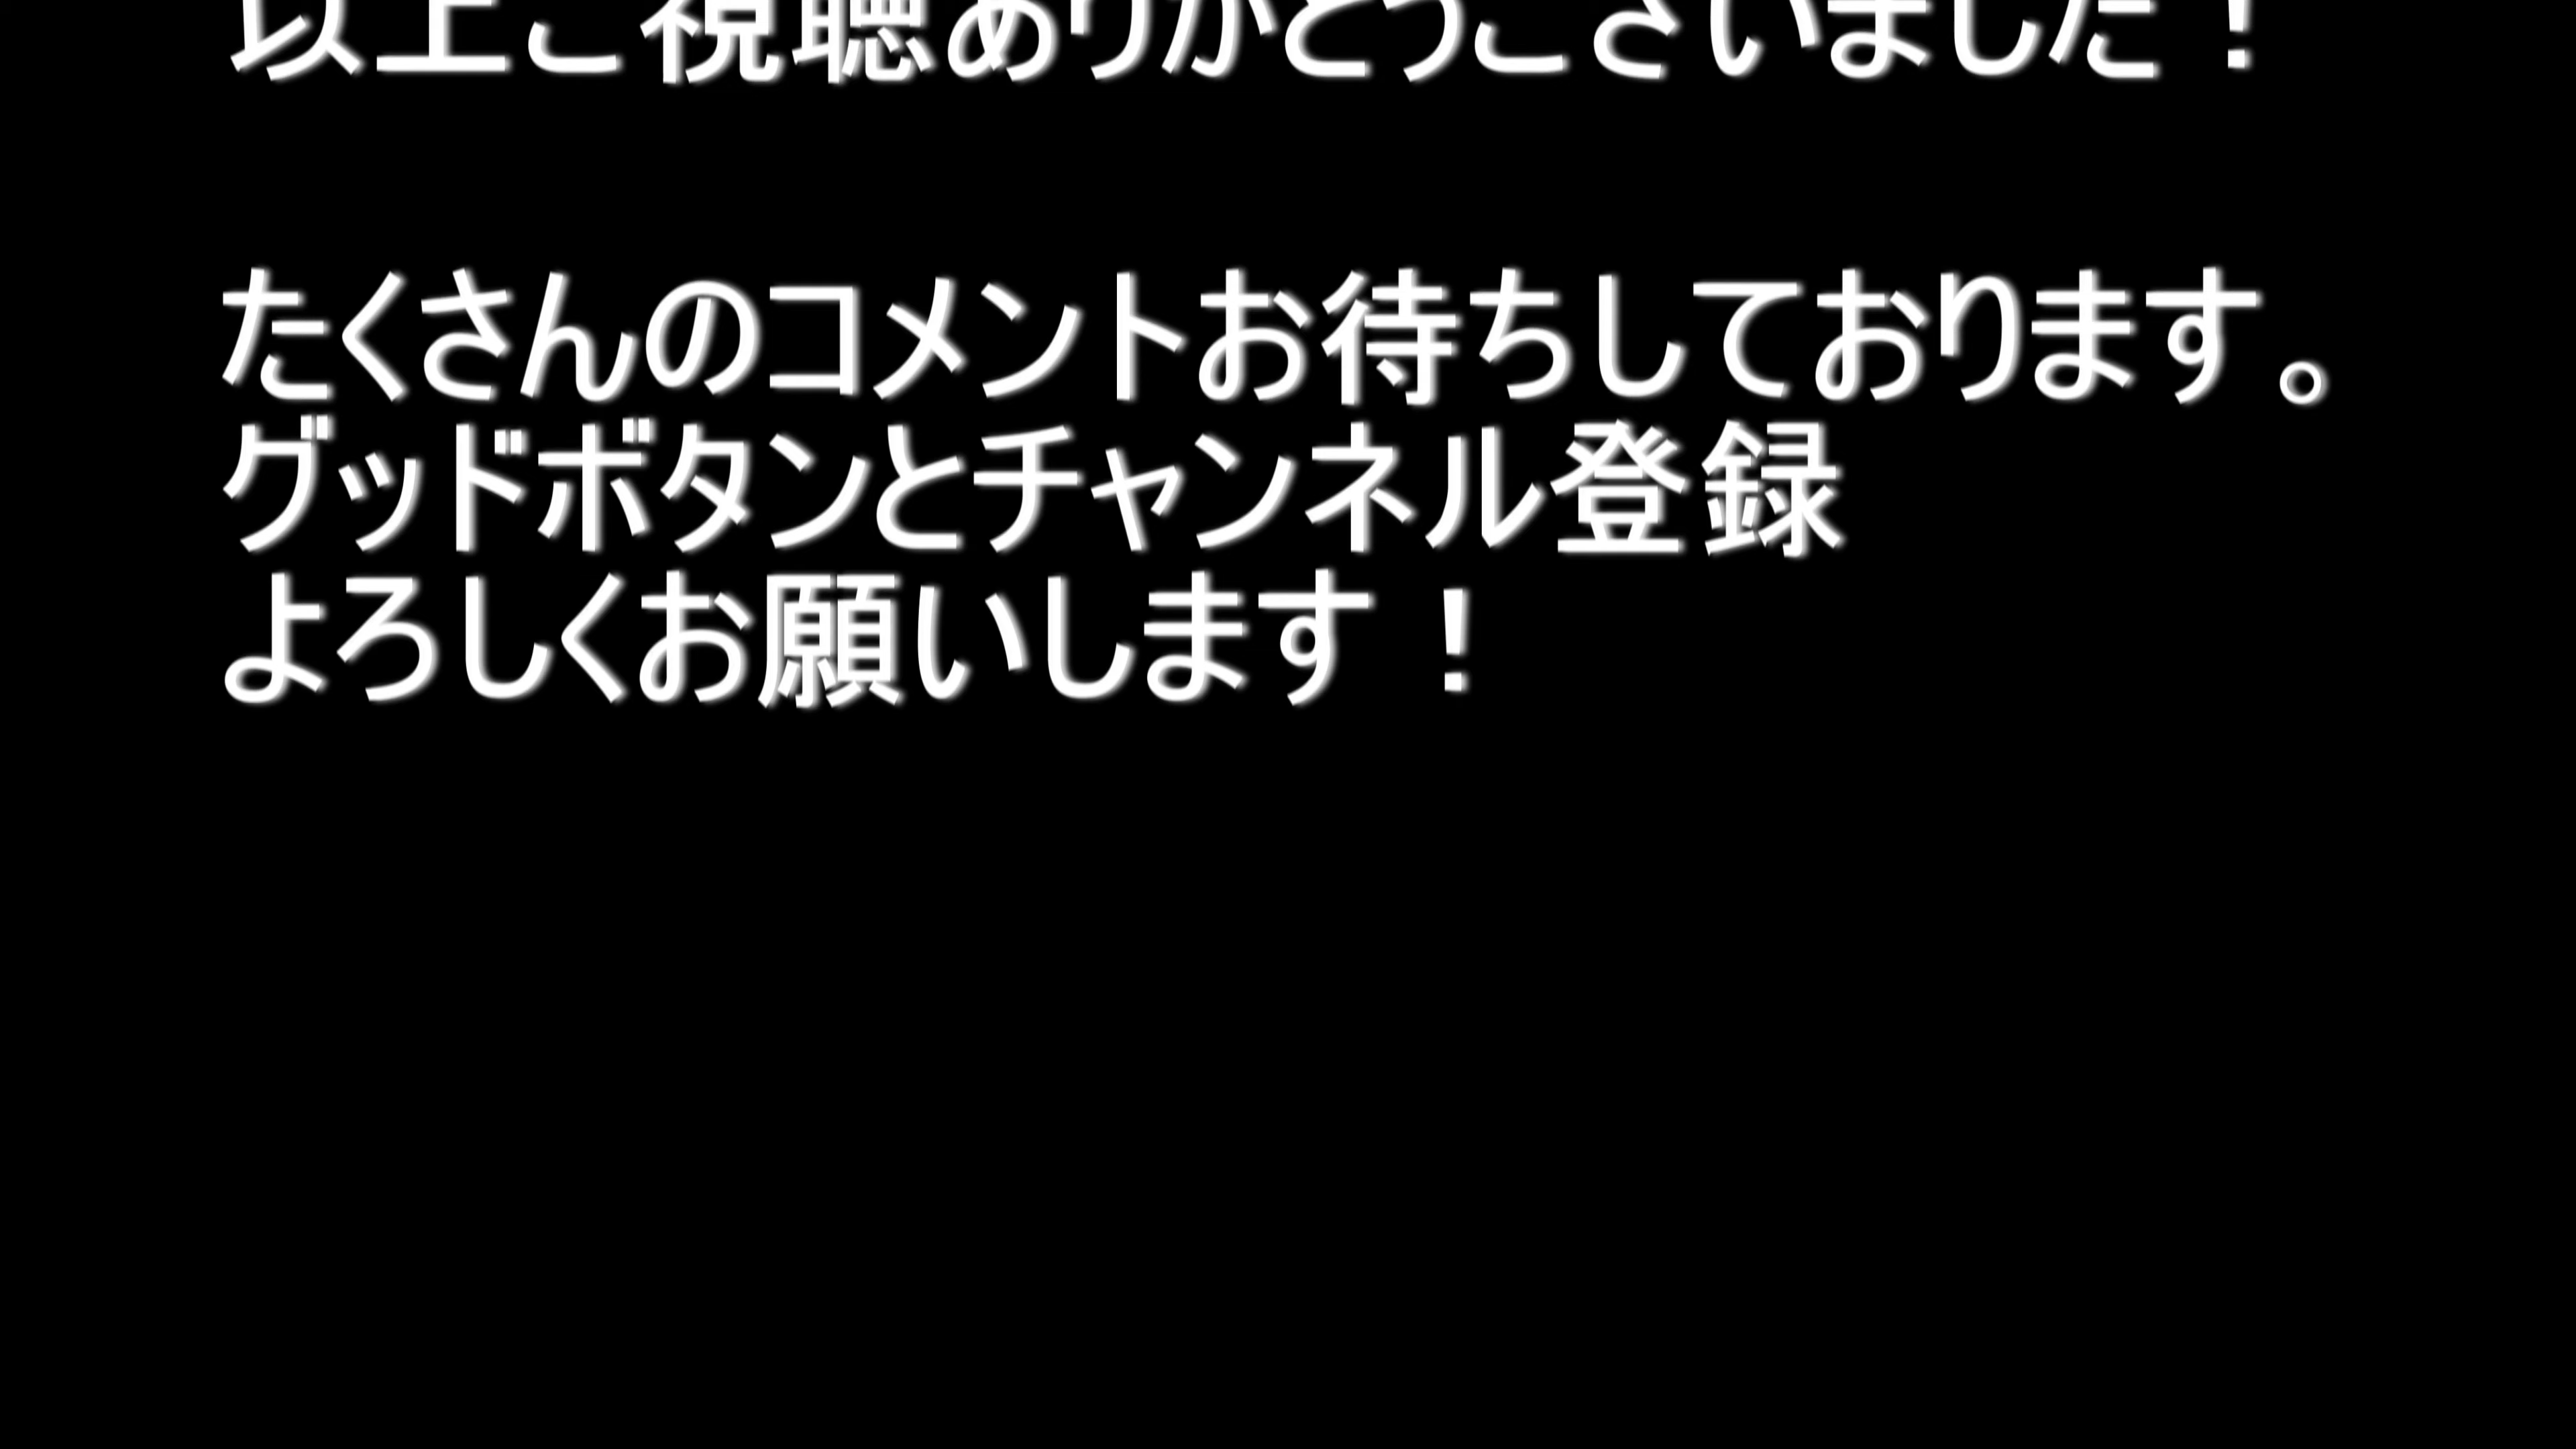 以上ご視聴ありがとうございました！
たくさんのコメントお待ちしております。
グッドボタンとチャンネル登録
よろしくお願いします！